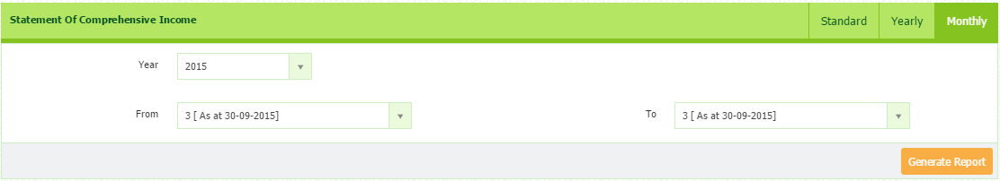 Statement Of Comprehensive Income Standard Yearly Monthly
Year 2015
From 3 [ As at 30-09-2015] To 3 [ As at 30-09-2015]
Generate Report